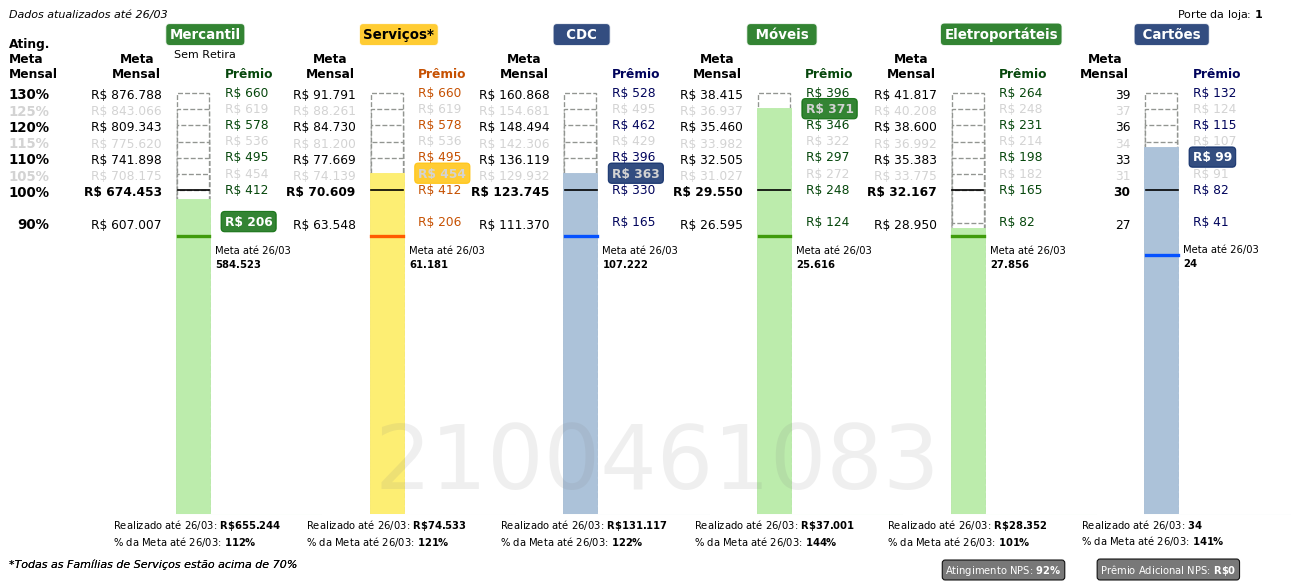 Dados atualizados até 26/03
Porte da loja: 1
Mercantil Serviços* CDC Móveis Eletroportáteis Cartões
Sem Retira
Ating. Meta Mensal
Meta Mensal Prêmio Meta Mensal Prêmio Meta Mensal Prêmio Meta Mensal Prêmio Meta Mensal Prêmio Meta Mensal Prêmio
130% R$ 876.788 R$ 660 R$ 91.791 R$ 660 R$ 160.868 R$ 528 R$ 38.415 R$ 396 R$ 41.817 R$ 264 39 R$ 132
125% R$ 843.066 R$ 619 R$ 88.261 R$ 619 R$ 154.681 R$ 495 R$ 36.937 R$ 371 R$ 40.208 R$ 248 37 R$ 124
120% R$ 809.343 R$ 578 R$ 84.730 R$ 578 R$ 148.494 R$ 462 R$ 35.460 R$ 346 R$ 38.600 R$ 231 36 R$ 115
115% R$ 775.620 R$ 536 R$ 81.200 R$ 536 R$ 142.306 R$ 429 R$ 33.982 R$ 322 R$ 36.992 R$ 214 34 R$ 107
110% R$ 741.898 R$ 495 R$ 77.669 R$ 495 R$ 136.119 R$ 396 R$ 32.505 R$ 297 R$ 35.383 R$ 198 33 R$ 99
105% R$ 708.175 R$ 454 R$ 74.139 R$ 454 R$ 129.932 R$ 363 R$ 31.027 R$ 272 R$ 33.775 R$ 182 31 R$ 91
100% R$ 674.453 R$ 412 R$ 70.609 R$ 412 R$ 123.745 R$ 330 R$ 29.550 R$ 248 R$ 32.167 R$ 165 30 R$ 82
90% R$ 607.007 R$ 206 R$ 63.548 R$ 206 R$ 111.370 R$ 165 R$ 26.595 R$ 124 R$ 28.950 R$ 82 27 R$ 41
Meta até 26/03 Meta até 26/03 Meta até 26/03 Meta até 26/03 Meta até 26/03 Meta até 26/03
584.523 61.181 107.222 25.616 27.856 24
2100461083
Realizado até 26/03: R$655.244 Realizado até 26/03: R$74.533 Realizado até 26/03: R$131.117 Realizado até 26/03: R$37.001 Realizado até 26/03: R$28.352 Realizado até 26/03: 34
% da Meta até 26/03: 112% % da Meta até 26/03: 121% % da Meta até 26/03: 122% % da Meta até 26/03: 144% % da Meta até 26/03: 101% % da Meta até 26/03: 141%
*Todas as Famílias de Serviços estão acima de 70%
Atingimento NPS: 92% Prêmio Adicional NPS: R$0